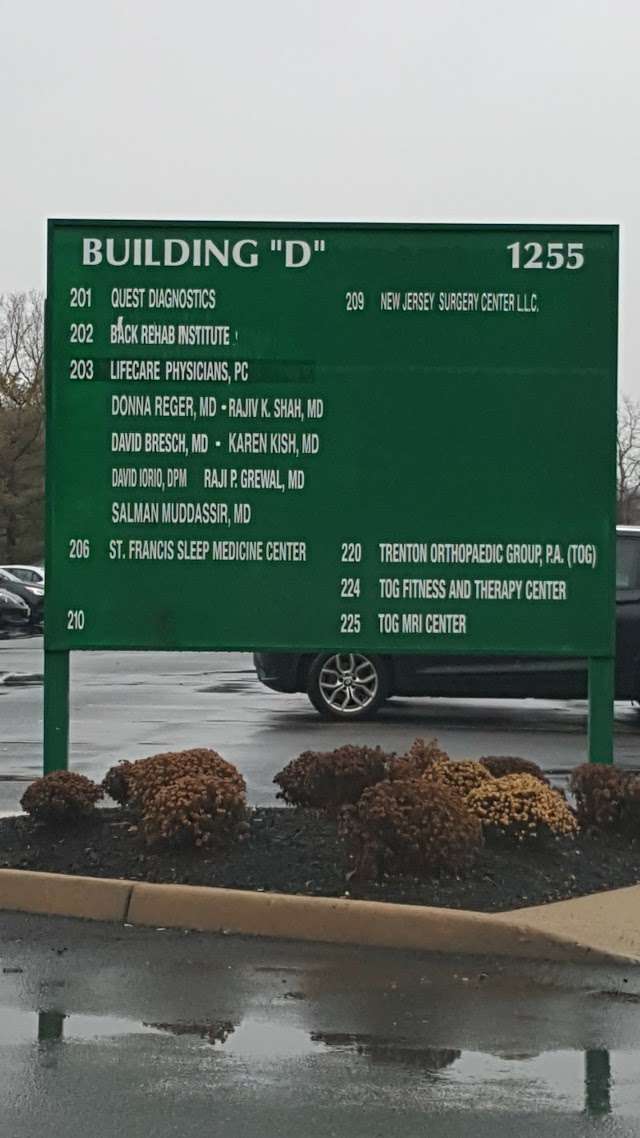 BUILDING "D" 1255
201 QUEST DIAGNOSTICS
209 NEW JERSEY SURGERY CENTER L.L.C.
202 BACK REHAB INSTITUTE
203 LIFECARE PHYSICIANS, PC
DONNA REGER, MD • RAJIV K. SHAH, MD
DAVID BRESCH, MD • KAREN KISH, MD
DAVID IORIO, DPM RAJI P. GREWAL, MD
SALMAN MUDDASSIR, MD
206 ST. FRANCIS SLEEP MEDICINE CENTER
220 TRENTON ORTHOPAEDIC GROUP, P.A. (TOG)
224 TOG FITNESS AND THERAPY CENTER
210
225 TOG MRI CENTER